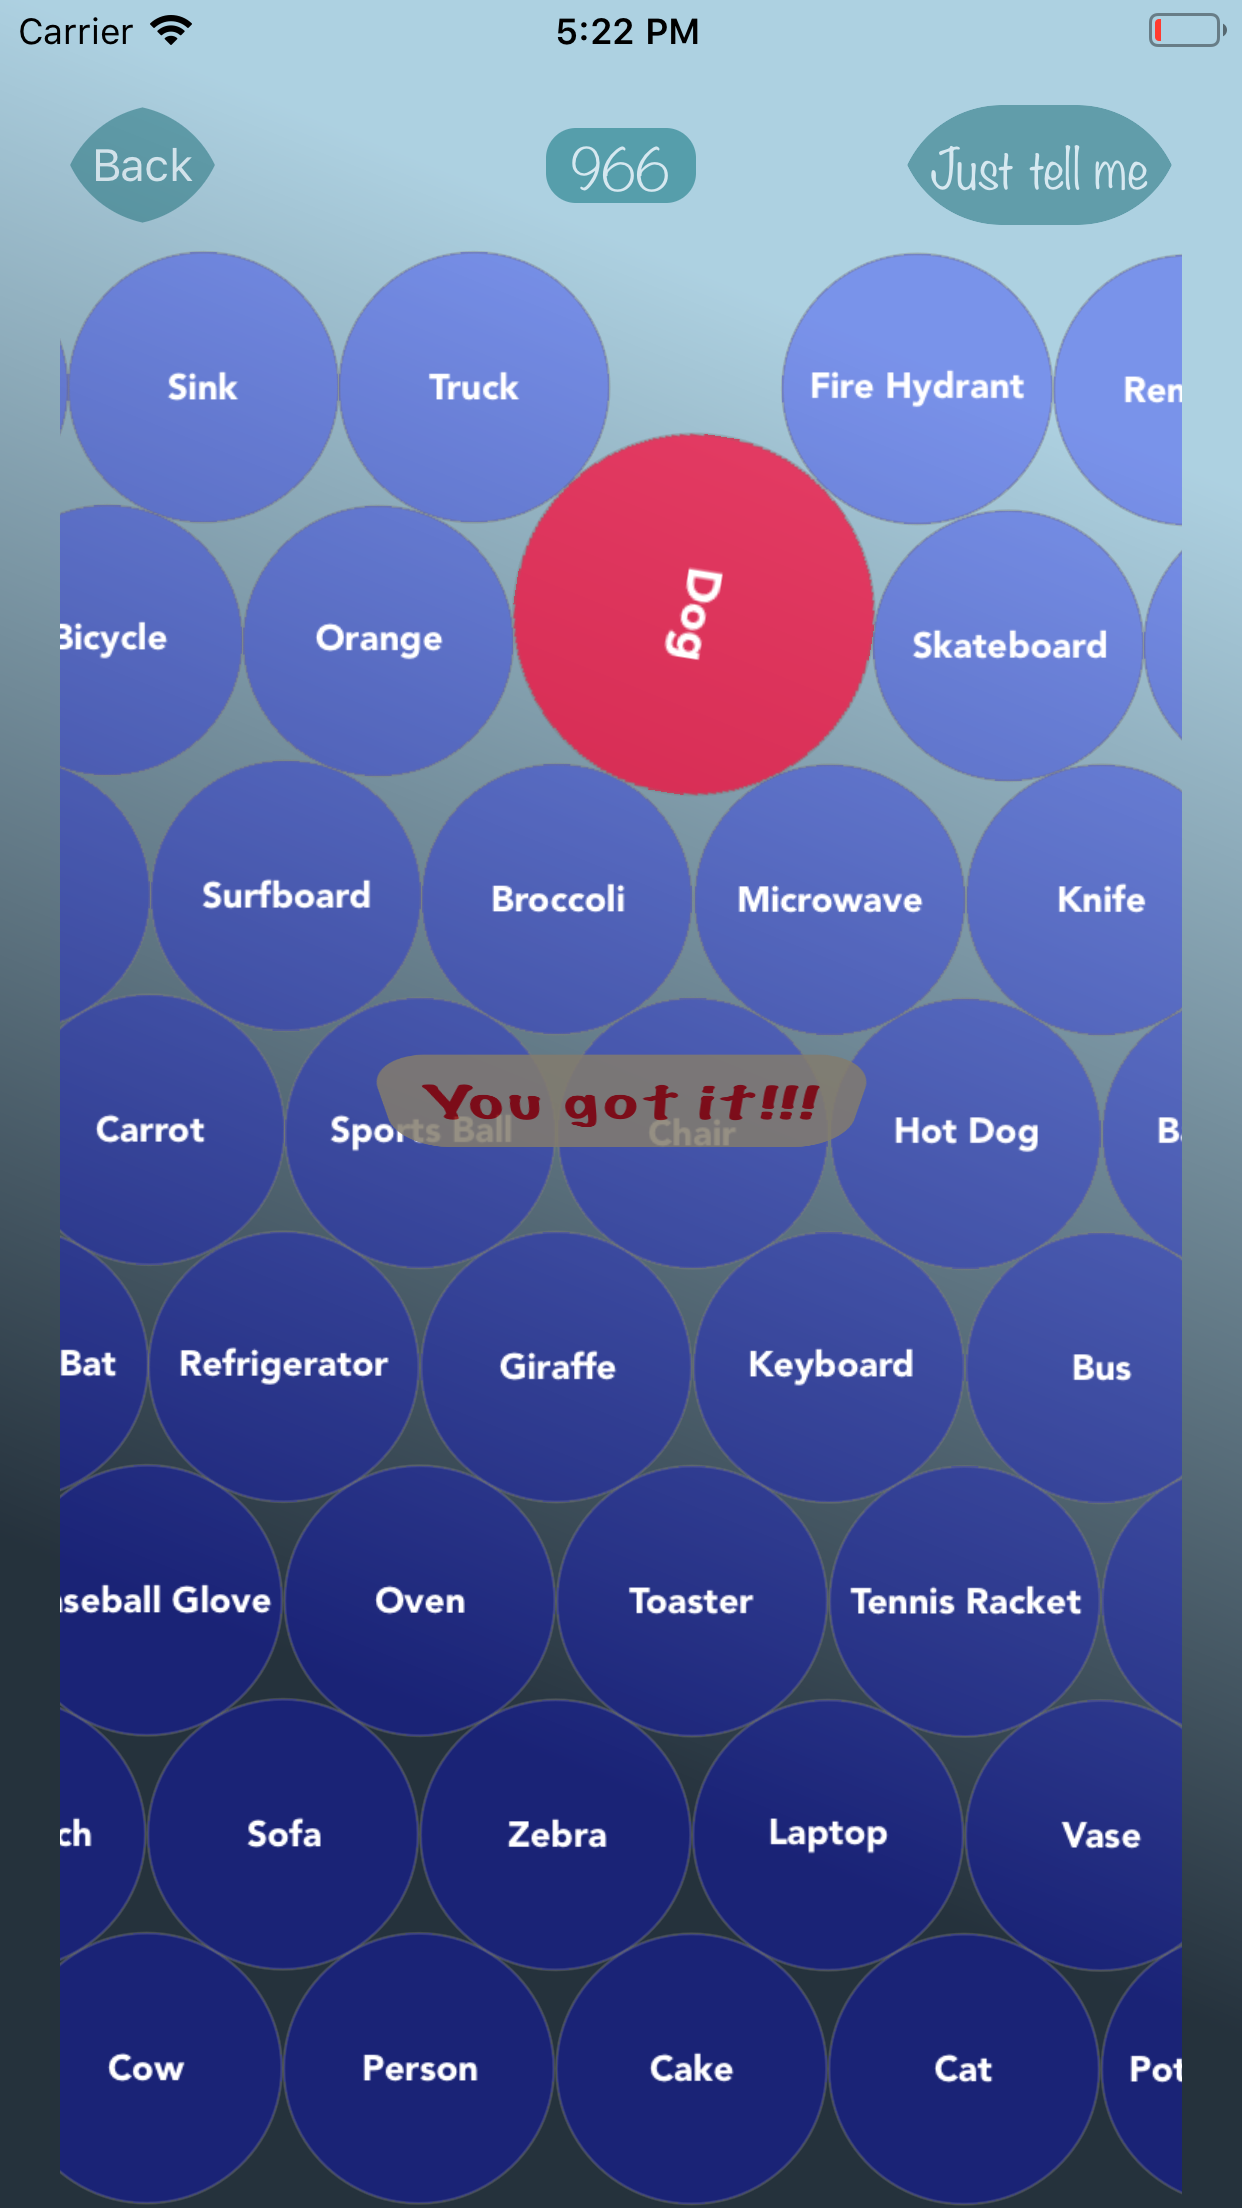 Carrier
5:22 PM
Back
966
Just tell me
Sink
Truck
Fire Hydrant
Ren
Bicycle
Orange
Dog
Skateboard
Surfboard
Broccoli
Microwave
Knife
Carrot
Sports Ball
Chair
You got it!!!
Hot Dog
Bat
Refrigerator
Giraffe
Keyboard
Bus
seball Glove
Oven
Toaster
Tennis Racket
ch
Sofa
Zebra
Laptop
Vase
Cow
Person
Cake
Cat
Pot